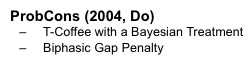 ProbCons (2004, Do)
– T-Coffee with a Bayesian Treatment
– Biphasic Gap Penalty